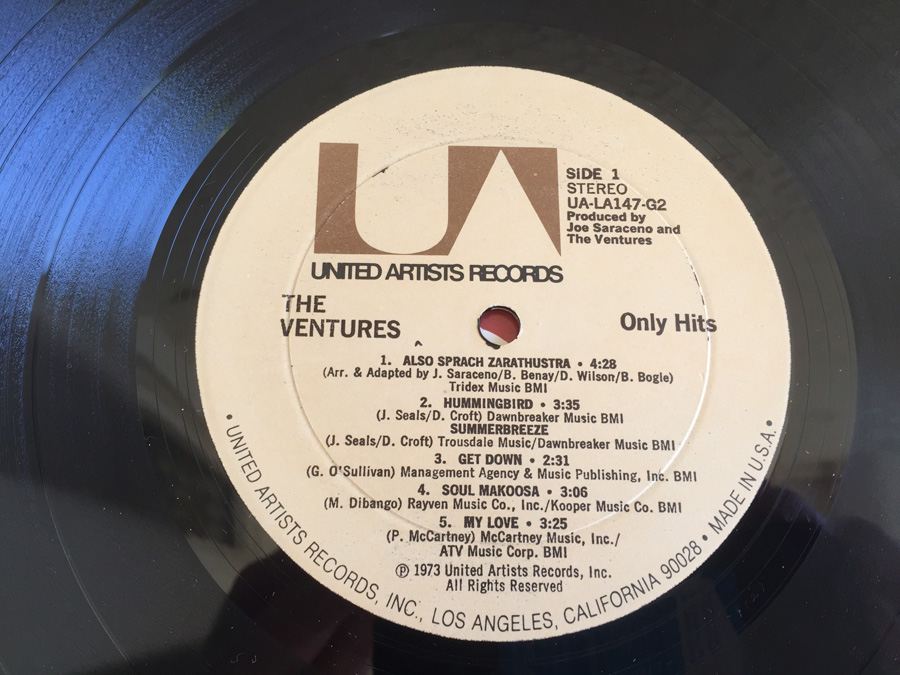 UA
UNITED ARTISTS RECORDS
SIDE 1
STEREO
UA-LA147-G2
Produced by
Joe Saraceno and
The Ventures
THE
VENTURES
Only Hits
1. ALSO SPRACH ZARATHUSTRA • 4:28
(Arr. & Adapted by J. Saraceno/B. Benay/D. Wilson/B. Bogle)
Tridex Music BMI
2. HUMMINGBIRD • 3:35
(J. Seals/D. Croft) Dawnbreaker Music BMI
SUMMERBREEZE
(J. Seals/D. Croft) Trousdale Music/Dawnbreaker Music BMI
3. GET DOWN • 2:31
(G. O'Sullivan) Management Agency & Music Publishing, Inc. BMI
4. SOUL MAKOOSA • 3:06
(M. Dibango) Rayven Music Co., Inc./Kooper Music Co. BMI
5. MY LOVE • 3:25
(P. McCartney) McCartney Music, Inc./
ATV Music Corp. BMI
℗ 1973 United Artists Records, Inc.
All Rights Reserved
• UNITED ARTISTS RECORDS, INC., LOS ANGELES, CALIFORNIA 90028 • MADE IN U.S.A. •